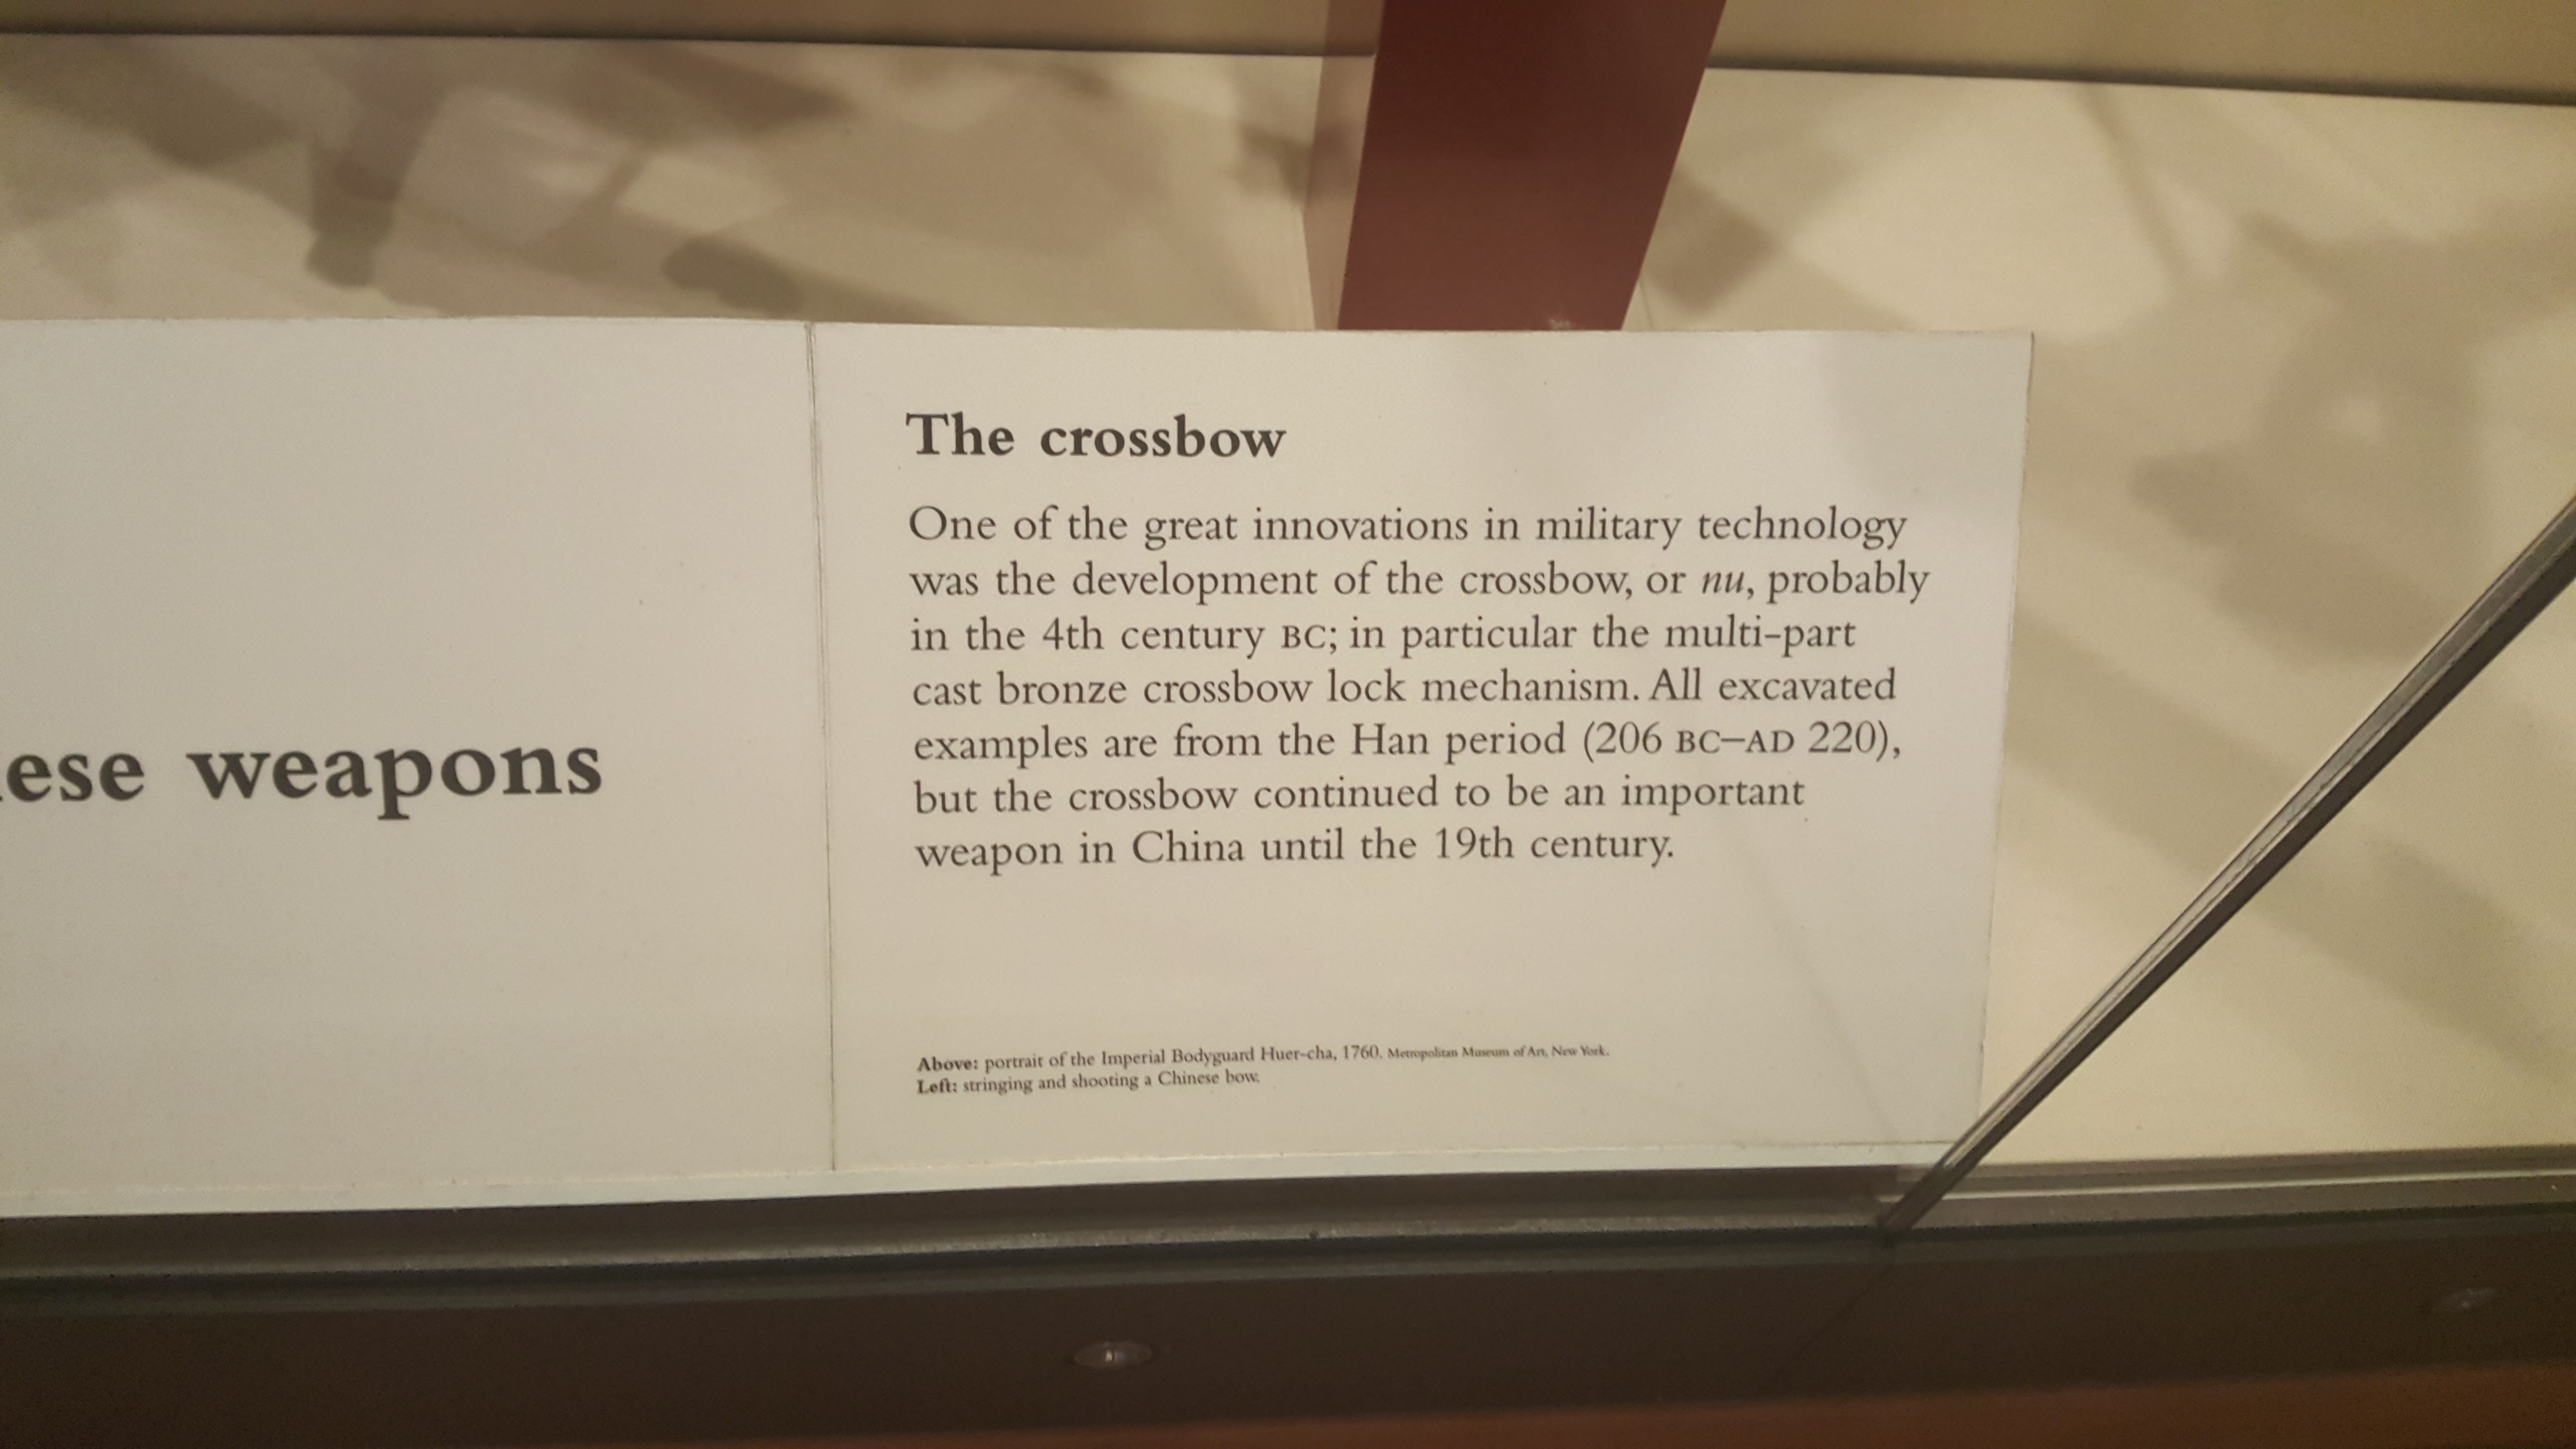 ese weapons
The crossbow
One of the great innovations in military technology
was the development of the crossbow, or nu, probably
in the 4th century BC; in particular the multi-part
cast bronze crossbow lock mechanism. All excavated
examples are from the Han period (206 BC–AD 220),
but the crossbow continued to be an important
weapon in China until the 19th century.
Above: portrait of the Imperial Bodyguard Huer-cha, 1760. Metropolitan Museum of Art, New York.
Left: stringing and shooting a Chinese bow.